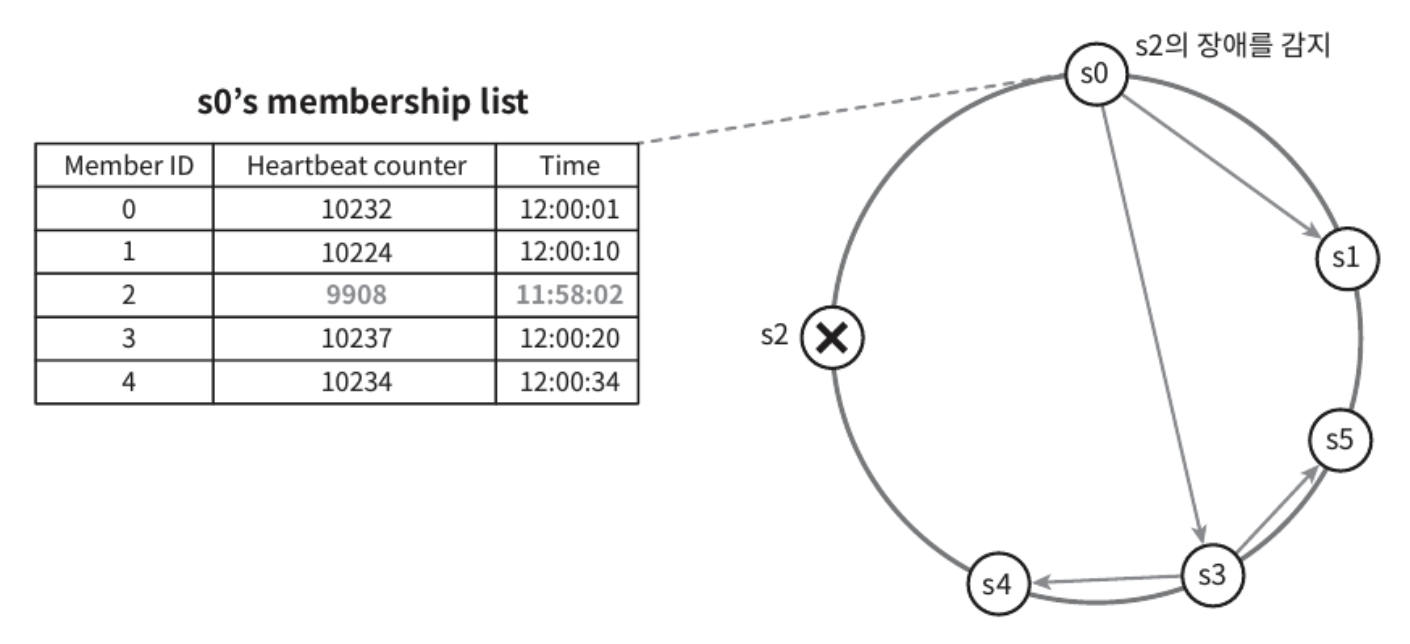 s0’s membership list
Member ID Heartbeat counter Time
0 10232 12:00:01
1 10224 12:00:10
2 9908 11:58:02
3 10237 12:00:20
4 10234 12:00:34
s2의 장애를 감지
s0
s1
s2
s5
s3
s4